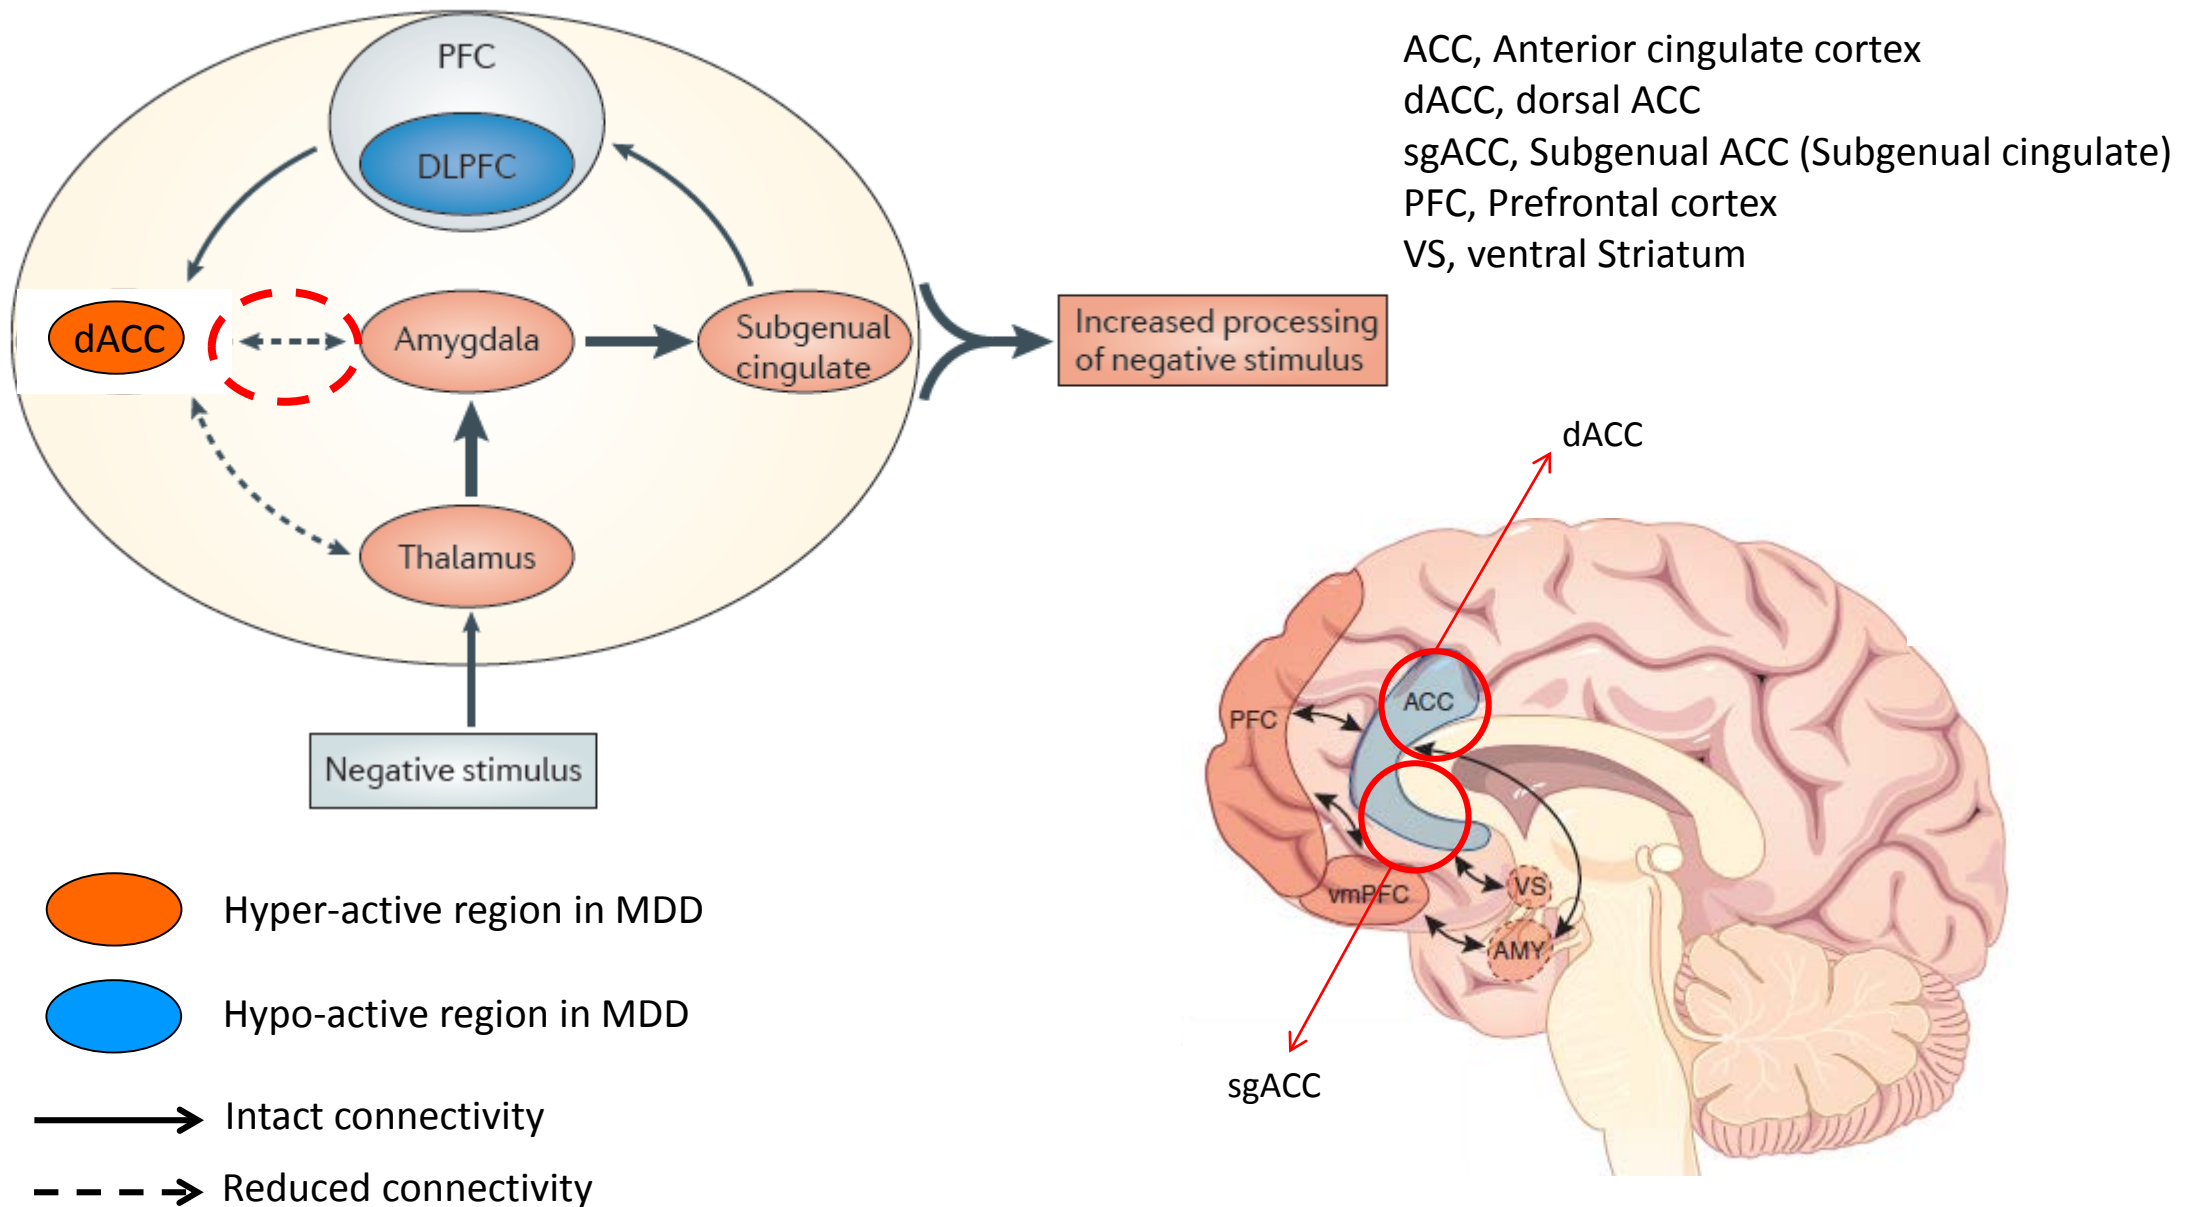 PFC
DLPFC
dACC
Amygdala
Subgenual
cingulate
Thalamus
Negative stimulus
Increased processing
of negative stimulus
ACC, Anterior cingulate cortex
dACC, dorsal ACC
sgACC, Subgenual ACC (Subgenual cingulate)
PFC, Prefrontal cortex
VS, ventral Striatum
Hyper-active region in MDD
Hypo-active region in MDD
Intact connectivity
Reduced connectivity
dACC
ACC
PFC
VS
vmPFC
AMY
sgACC